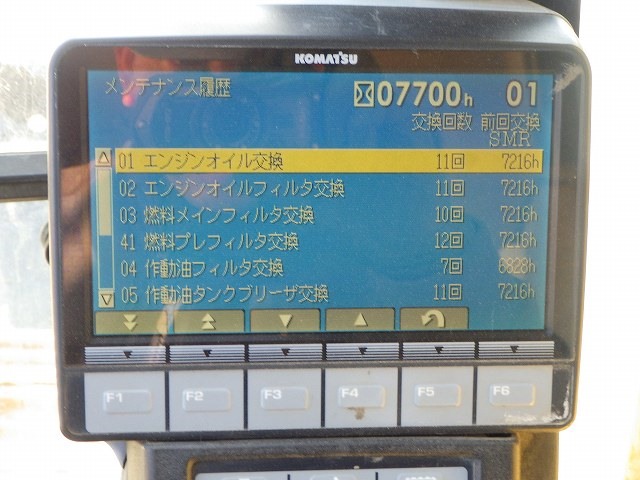 KOMATSU
メンテナンス履歴 07700h 01
交換回数 前回交換
SMR
01 エンジンオイル交換 11回 7216h
02 エンジンオイルフィルタ交換 11回 7216h
03 燃料メインフィルタ交換 10回 7216h
41 燃料プレフィルタ交換 12回 7216h
04 作動油フィルタ交換 7回 6828h
05 作動油タンクブリーザ交換 11回 7216h
F1 F2 F3 F4 F5 F6